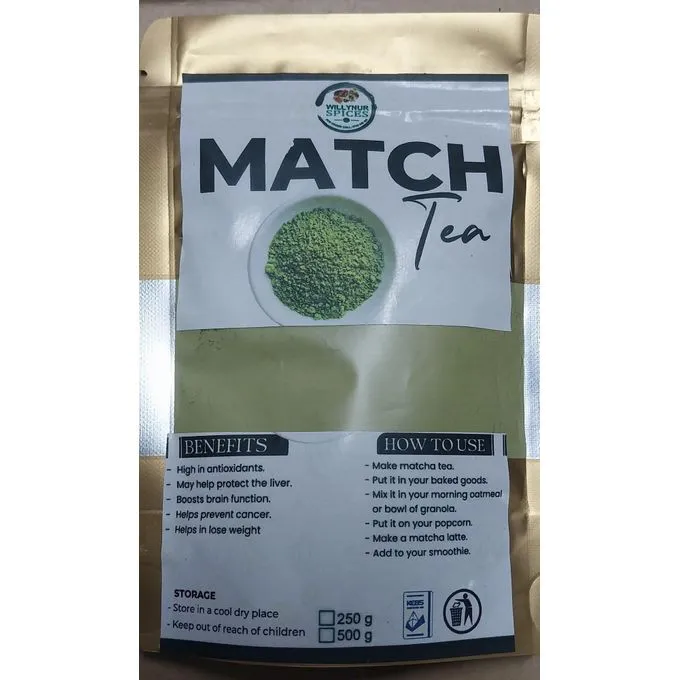 WILLYNUR
SPICES
MATCH
Tea
BENEFITS
- High in antioxidants.
- May help protect the liver.
- Boosts brain function.
- Helps prevent cancer.
- Helps in lose weight
HOW TO USE
- Make matcha tea.
- Put it in your baked goods.
- Mix it in your morning oatmeal
or bowl of granola.
- Put it on your popcorn.
- Make a matcha latte.
- Add to your smoothie.
STORAGE
- Store in a cool dry place
- Keep out of reach of children
250 g
500 g
KEBS